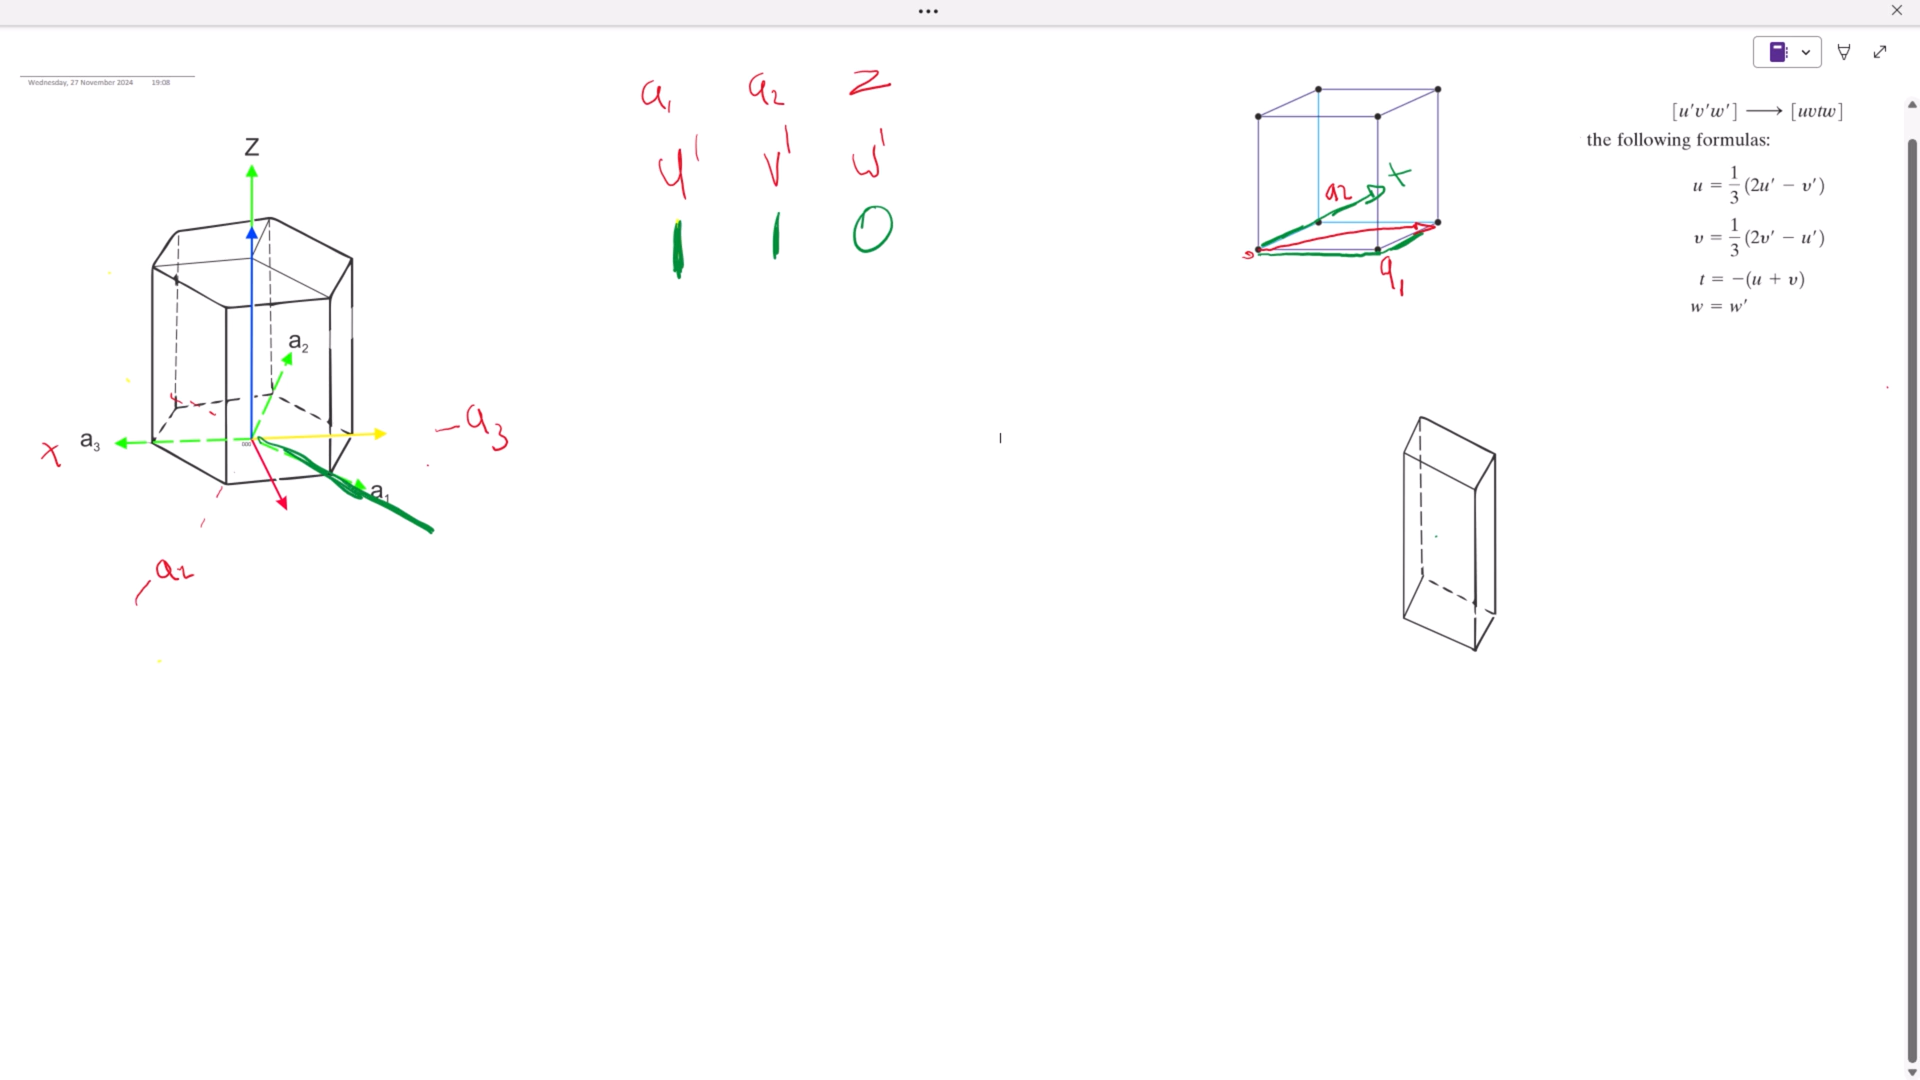 Wednesday, 27 November 2024 19:08
a₁ a₂ Z
u' v' w'
1 1 0
Z
a₂
x a₃
-a₃
a₁
-a₂
000
a₂ x
a₁
[u'v'w'] ⟶ [uvtw]
the following formulas:
u = 1/3 (2u' − v')
v = 1/3 (2v' − u')
t = −(u + v)
w = w'